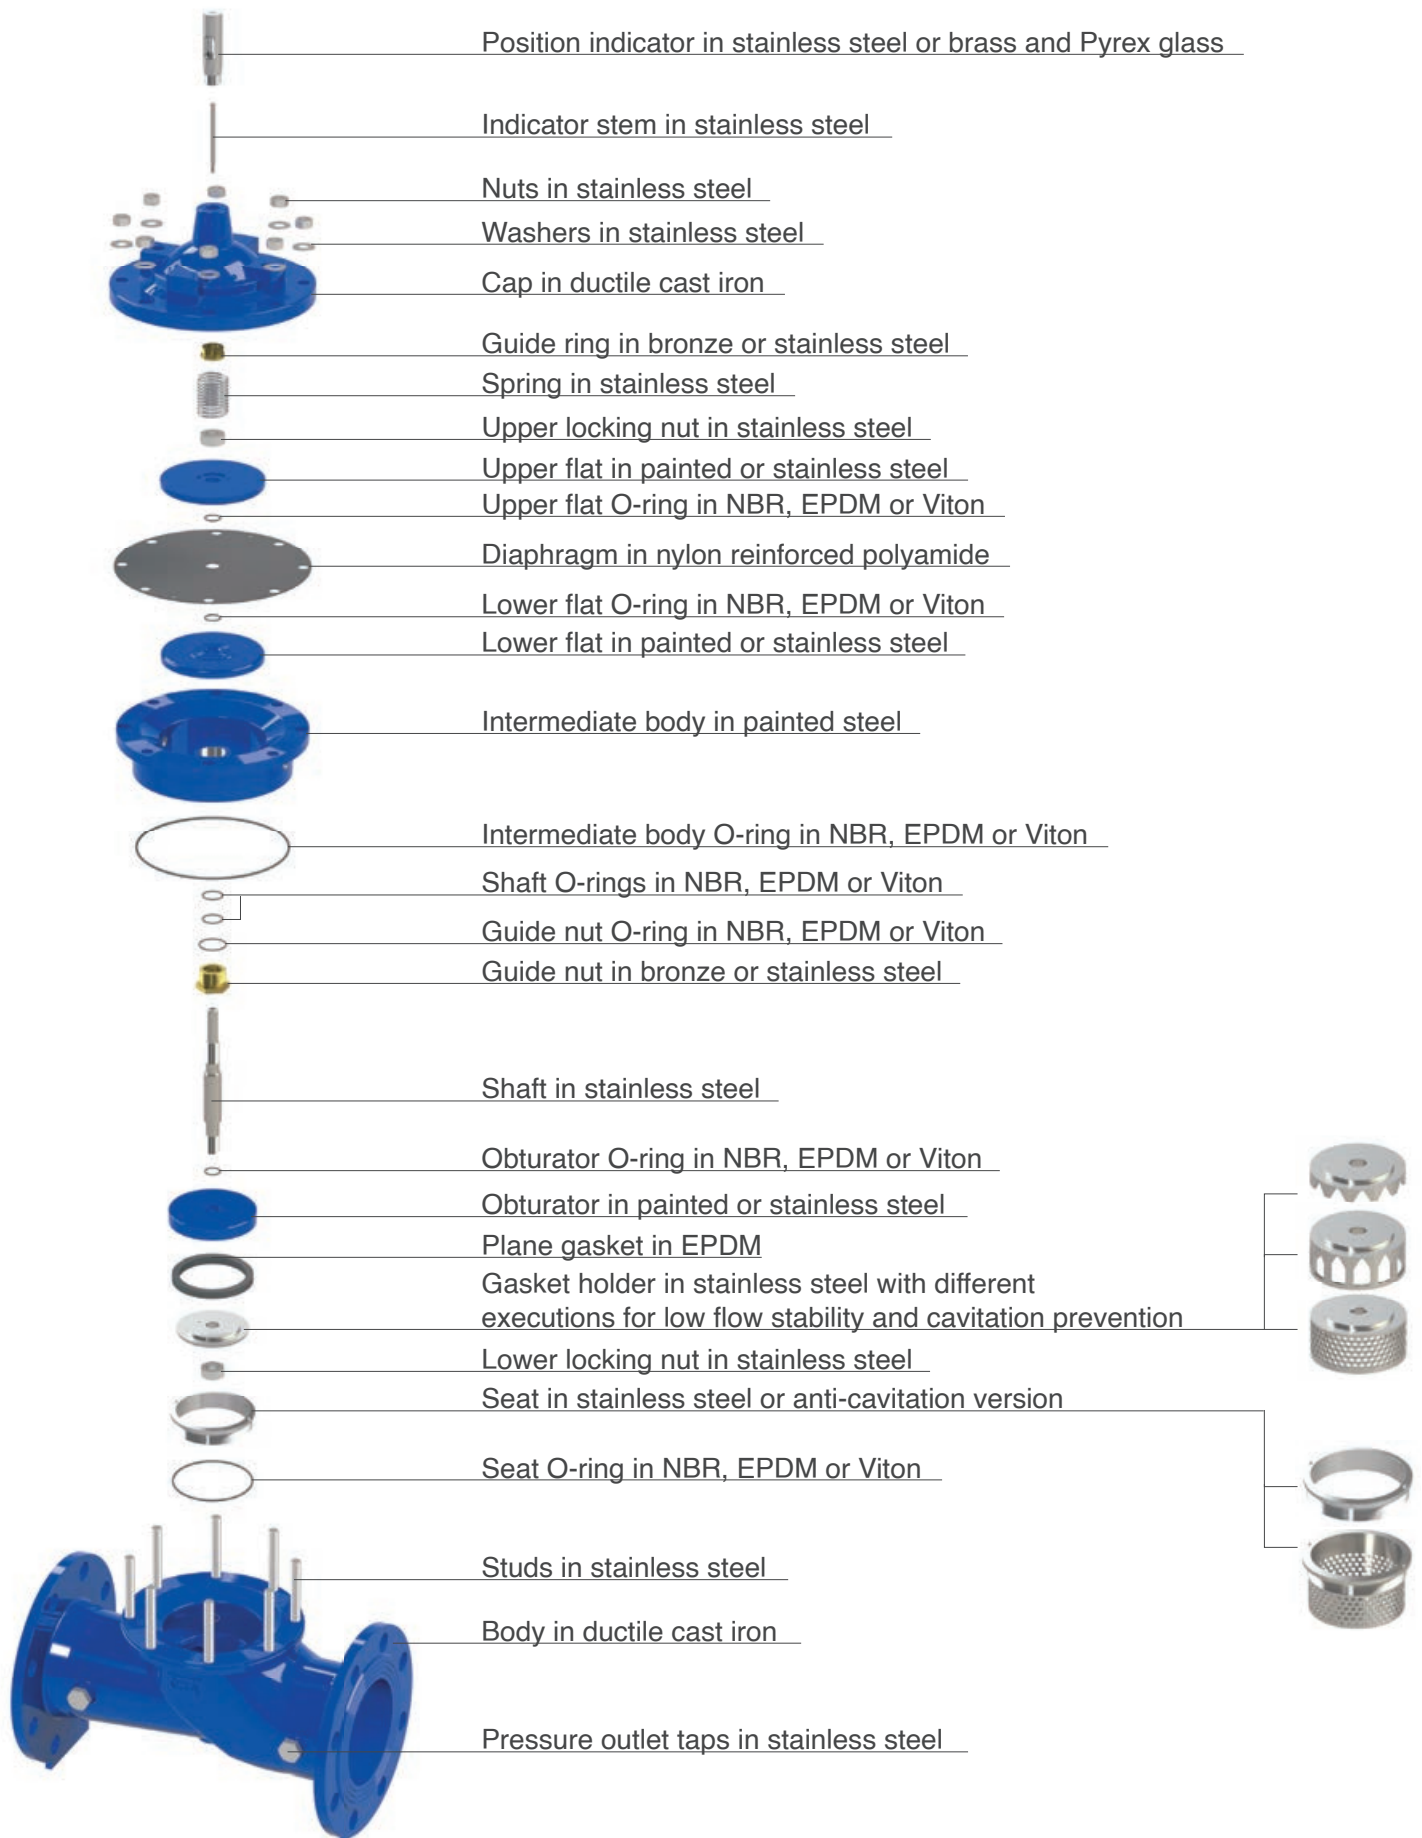 Position indicator in stainless steel or brass and Pyrex glass
Indicator stem in stainless steel
Nuts in stainless steel
Washers in stainless steel
Cap in ductile cast iron
Guide ring in bronze or stainless steel
Spring in stainless steel
Upper locking nut in stainless steel
Upper flat in painted or stainless steel
Upper flat O-ring in NBR, EPDM or Viton
Diaphragm in nylon reinforced polyamide
Lower flat O-ring in NBR, EPDM or Viton
Lower flat in painted or stainless steel
Intermediate body in painted steel
Intermediate body O-ring in NBR, EPDM or Viton
Shaft O-rings in NBR, EPDM or Viton
Guide nut O-ring in NBR, EPDM or Viton
Guide nut in bronze or stainless steel
Shaft in stainless steel
Obturator O-ring in NBR, EPDM or Viton
Obturator in painted or stainless steel
Plane gasket in EPDM
Gasket holder in stainless steel with different
executions for low flow stability and cavitation prevention
Lower locking nut in stainless steel
Seat in stainless steel or anti-cavitation version
Seat O-ring in NBR, EPDM or Viton
Studs in stainless steel
Body in ductile cast iron
Pressure outlet taps in stainless steel